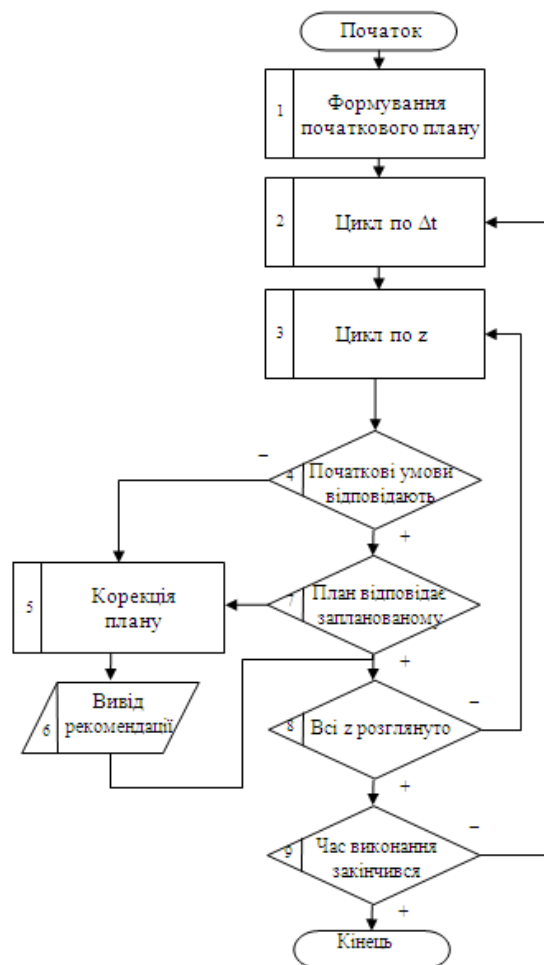 Початок
1
Формування
початкового плану
2
Цикл по Δt
3
Цикл по z
–
4
Початкові умови
відповідають
+
5
Корекція
плану
7
План відповідає
запланованому
+
6
Вивід
рекомендації
–
8
Всі z розглянуто
+
–
9
Час виконання
закінчився
+
Кінець